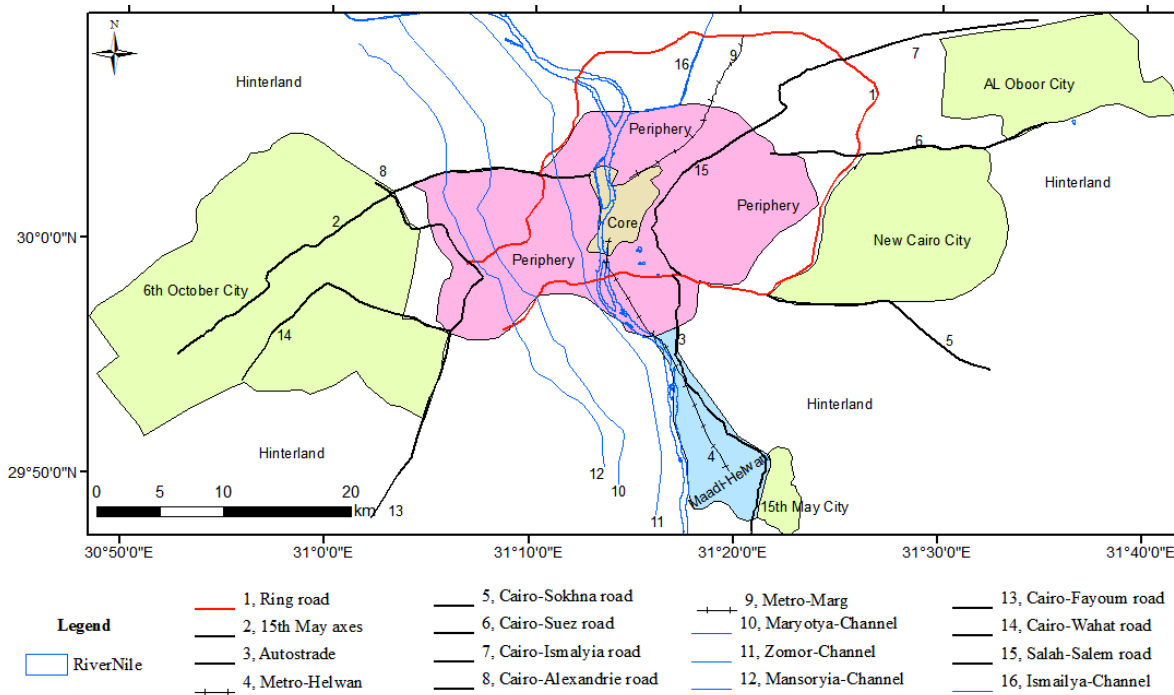 N
Hinterland
16
9
7
AL Oboor City
1
Periphery
6
8
15
Hinterland
2
Periphery
Core
30°0'0"N
New Cairo City
Periphery
6th October City
14
3
5
Hinterland
Hinterland
4
29°50'0"N
12
Maadi-Helwan
0 5 10 20
10
15th May City
km
13
11
30°50'0"E 31°0'0"E 31°10'0"E 31°20'0"E 31°30'0"E 31°40'0"E
Legend
RiverNile
1, Ring road
2, 15th May axes
3, Autostrade
4, Metro-Helwan
5, Cairo-Sokhna road
6, Cairo-Suez road
7, Cairo-Ismalyia road
8, Cairo-Alexandrie road
9, Metro-Marg
10, Maryotya-Channel
11, Zomor-Channel
12, Mansoryia-Channel
13, Cairo-Fayoum road
14, Cairo-Wahat road
15, Salah-Salem road
16, Ismailya-Channel